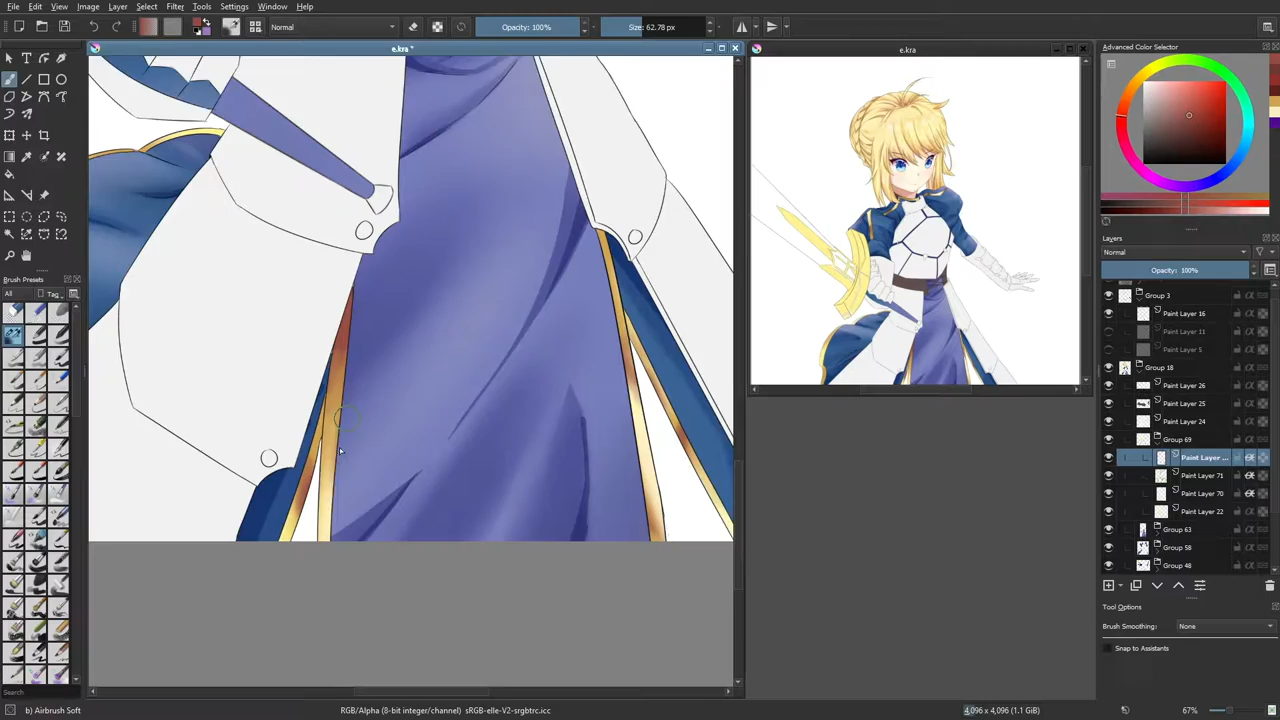 File Edit View Image Layer Select Filter Tools Settings Window Help
Normal
Opacity: 100%
Size: 62.78 px
e.kra *
e.kra
Advanced Color Selector
Layers
Normal
Opacity: 100%
Group 3
Paint Layer 16
Paint Layer 11
Paint Layer 5
Group 18
Paint Layer 26
Paint Layer 25
Paint Layer 24
Group 69
Paint Layer ...
Paint Layer 71
Paint Layer 70
Paint Layer 22
Group 63
Group 58
Group 48
Brush Presets
All
Tag
Search
Tool Options
Brush Smoothing: None
Snap to Assistants
b) Airbrush Soft
RGB/Alpha (8-bit integer/channel) sRGB-elle-V2-srgbtrc.icc
4,096 x 4,096 (1.1 GiB)
67%